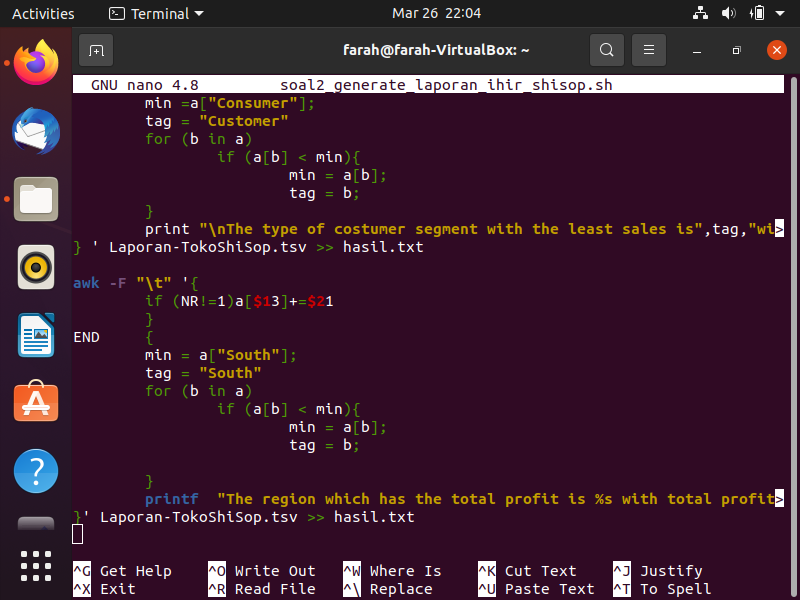 Activities Terminal Mar 26 22:04
farah@farah-VirtualBox: ~
GNU nano 4.8 soal2_generate_laporan_ihir_shisop.sh
min =a["Consumer"];
tag = "Customer"
for (b in a)
if (a[b] < min){
min = a[b];
tag = b;
}
print "\nThe type of costumer segment with the least sales is",tag,"wi>
} ' Laporan-TokoShiSop.tsv >> hasil.txt
awk -F "\t" '{
if (NR!=1)a[$13]+=$21
}
END {
min = a["South"];
tag = "South"
for (b in a)
if (a[b] < min){
min = a[b];
tag = b;
}
printf "The region which has the total profit is %s with total profit>
}' Laporan-TokoShiSop.tsv >> hasil.txt
^G Get Help ^O Write Out ^W Where Is ^K Cut Text ^J Justify
^X Exit ^R Read File ^\ Replace ^U Paste Text ^T To Spell